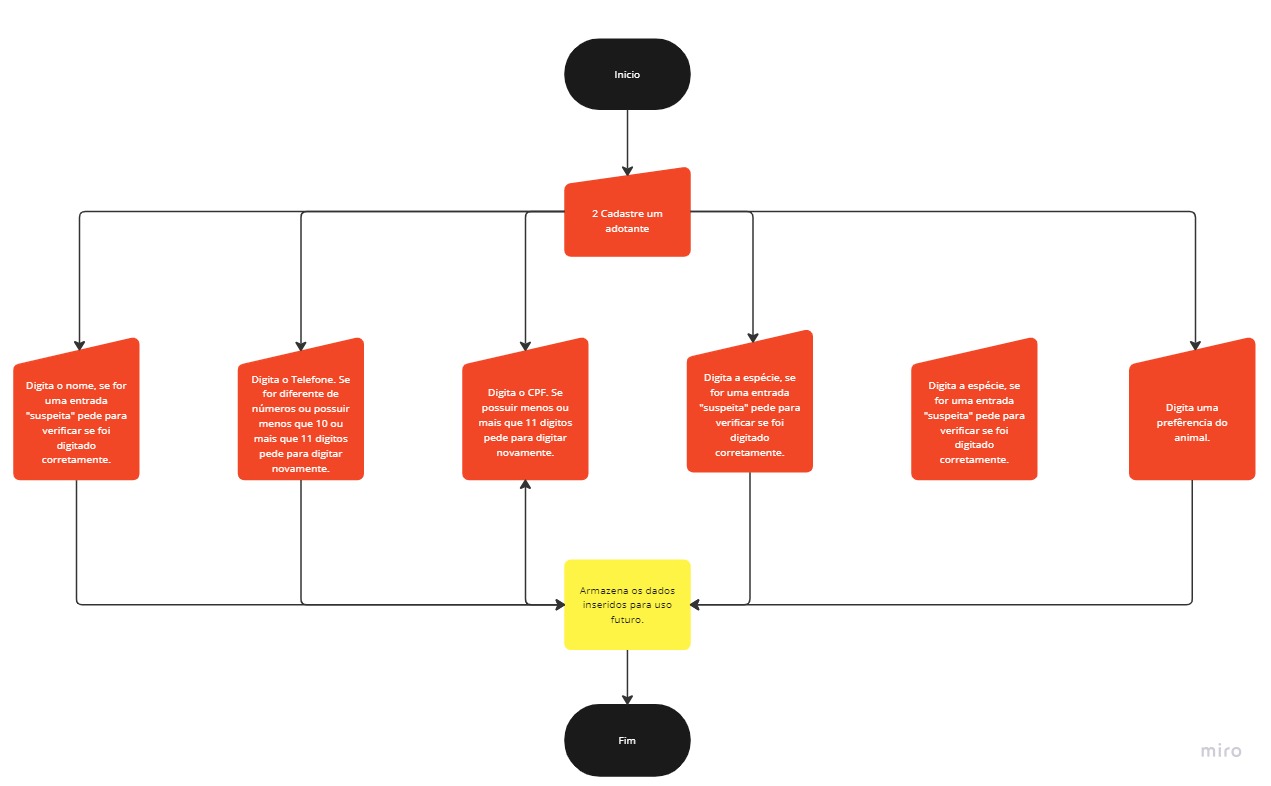 Inicio
2 Cadastre um
adotante
Digita o nome, se for
uma entrada
"suspeita" pede para
verificar se foi
digitado
corretamente.
Digita o Telefone. Se
for diferente de
números ou possuir
menos que 10 ou
mais que 11 digitos
pede para digitar
novamente.
Digita o CPF. Se
possuir menos ou
mais que 11 digitos
pede para digitar
novamente.
Digita a espécie, se
for uma entrada
"suspeita" pede para
verificar se foi
digitado
corretamente.
Digita a espécie, se
for uma entrada
"suspeita" pede para
verificar se foi
digitado
corretamente.
Digita uma
prefêrencia do
animal.
Armazena os dados
inseridos para uso
futuro.
Fim
miro